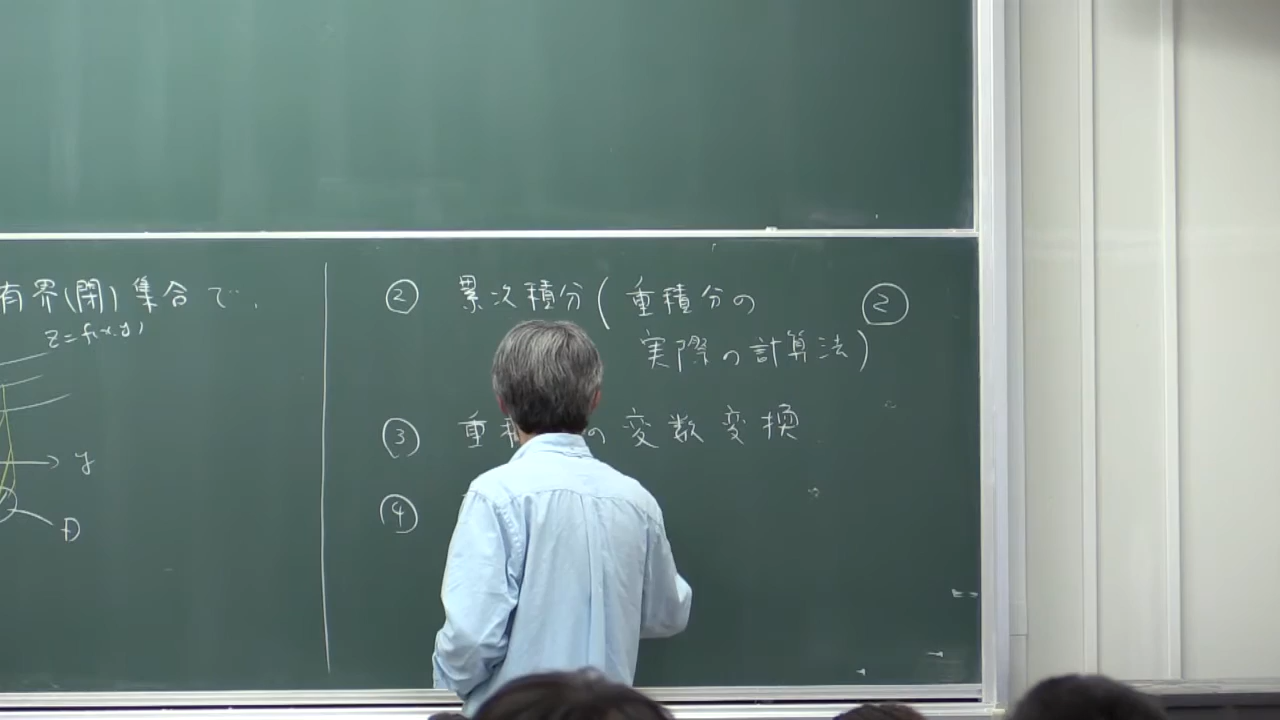 有界(閉)集合で.
z=f(x,y)
y
D
② 累次積分(重積分の
実際の計算法)
②
③ 重積の変数変換
④